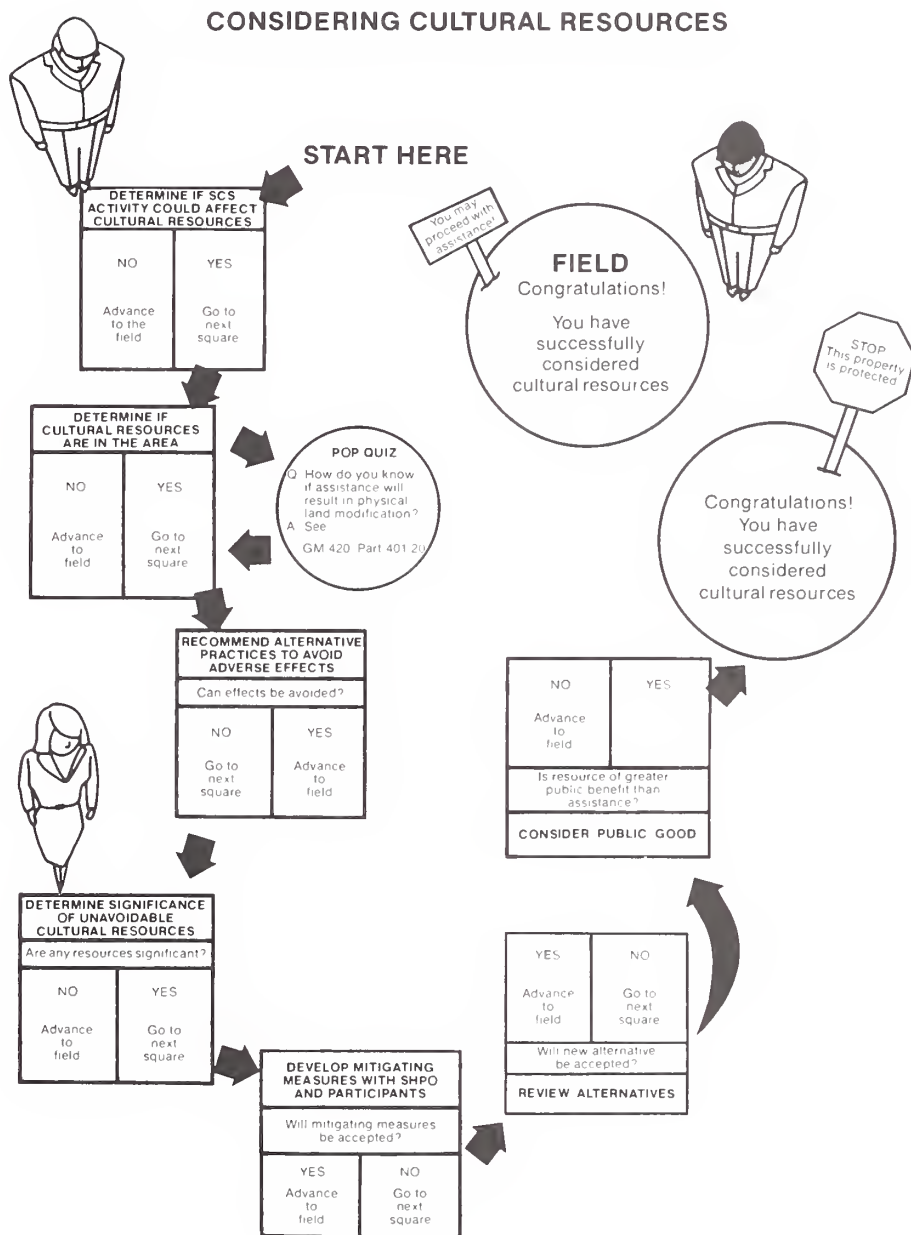 CONSIDERING CULTURAL RESOURCES
START HERE
DETERMINE IF SCS
ACTIVITY COULD AFFECT
CULTURAL RESOURCES
NO
Advance
to the
field
YES
Go to
next
square
DETERMINE IF
CULTURAL RESOURCES
ARE IN THE AREA
NO
Advance
to
field
YES
Go to
next
square
POP QUIZ
Q How do you know
if assistance will
result in physical
land modification?
A See
GM 420 Part 401 20
RECOMMEND ALTERNATIVE
PRACTICES TO AVOID
ADVERSE EFFECTS
Can effects be avoided?
NO
Go to
next
square
YES
Advance
to
field
DETERMINE SIGNIFICANCE
OF UNAVOIDABLE
CULTURAL RESOURCES
Are any resources significant?
NO
Advance
to
field
YES
Go to
next
square
DEVELOP MITIGATING
MEASURES WITH SHPO
AND PARTICIPANTS
Will mitigating measures
be accepted?
YES
Advance
to
field
NO
Go to
next
square
YES
Advance
to
field
NO
Go to
next
square
Will new alternative
be accepted?
REVIEW ALTERNATIVES
NO
Advance
to
field
YES
Is resource of greater
public benefit than
assistance?
CONSIDER PUBLIC GOOD
STOP
This property
is protected
Congratulations!
You have
successfully
considered
cultural resources
You may
proceed with
assistance!
FIELD
Congratulations!
You have
successfully
considered
cultural resources